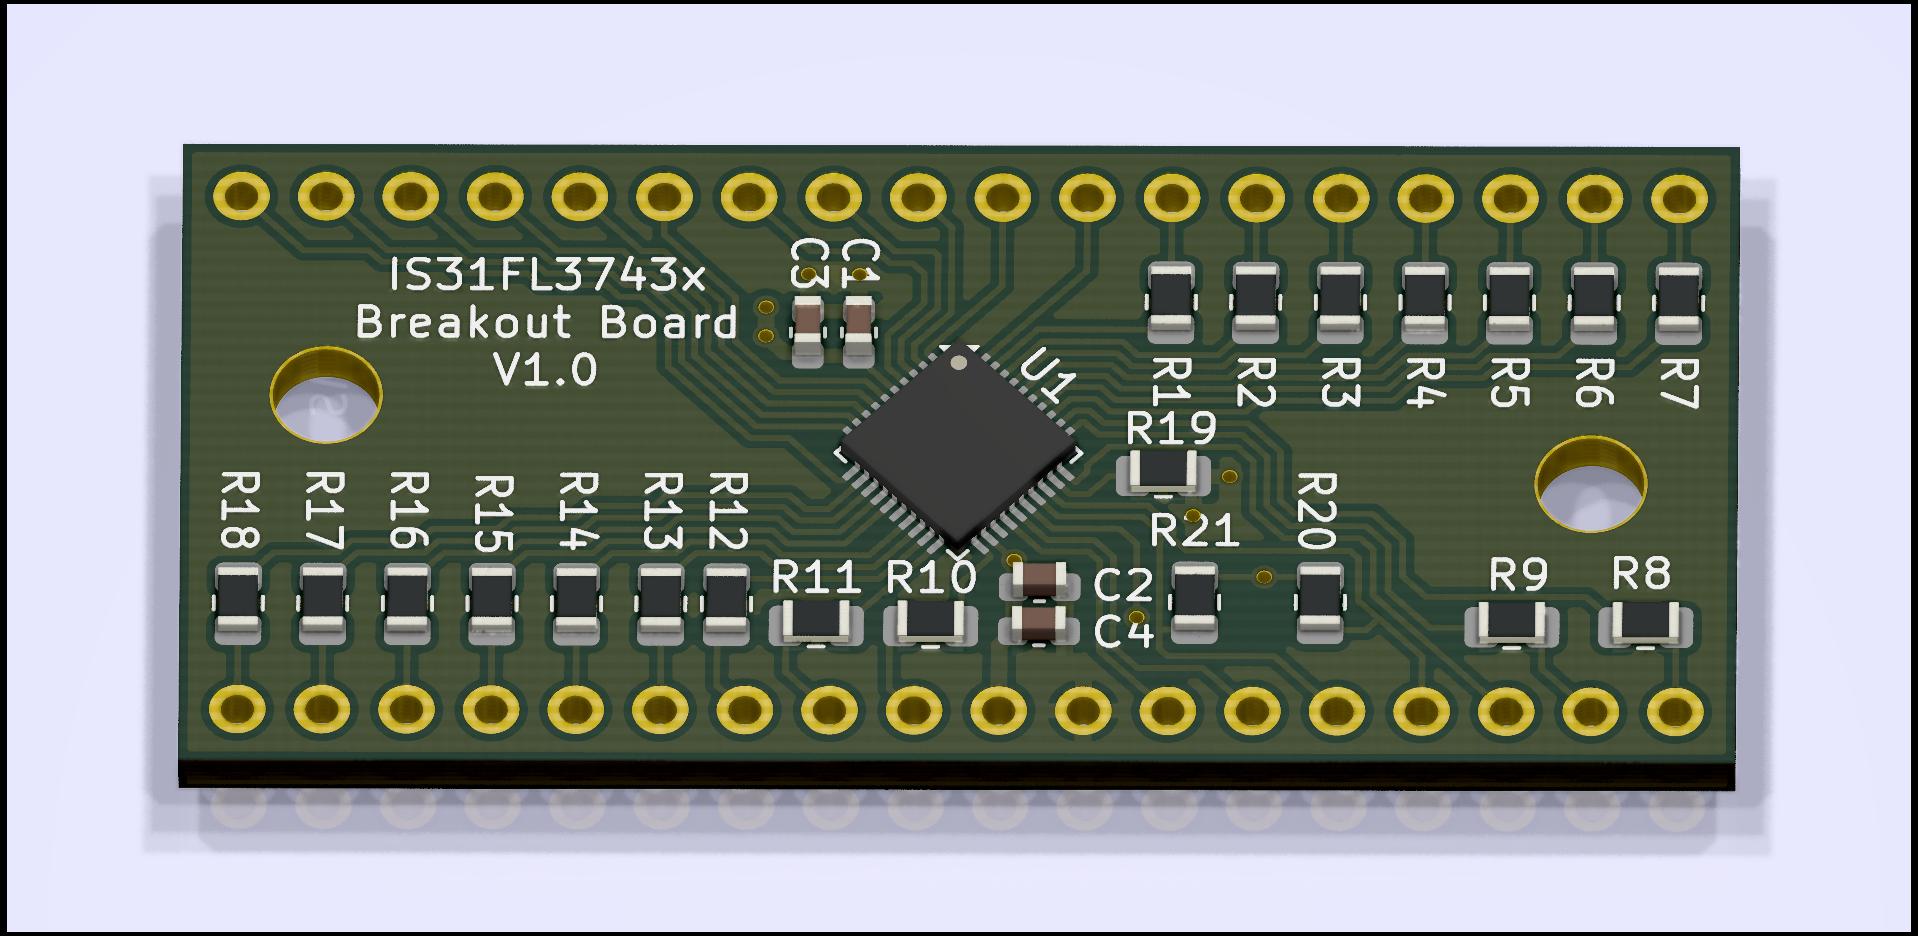 C3
C1
IS31FL3743x
Breakout Board
V1.0
U1
R1
R2
R3
R4
R5
R6
R7
R19
R18
R17
R16
R15
R14
R13
R12
R21
R20
R11
R10
C2
C4
R9
R8